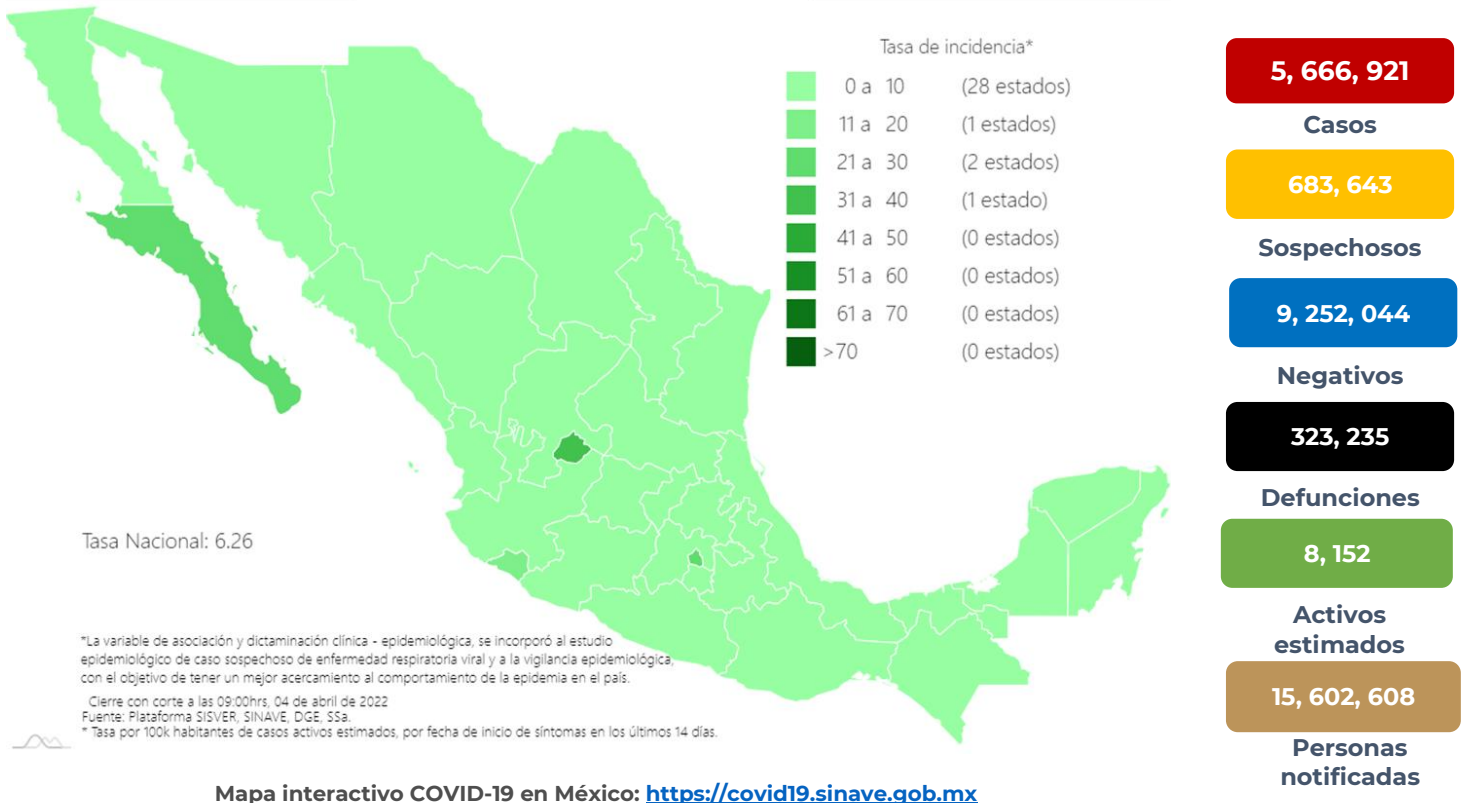 Tasa de incidencia*
0 a 10 (28 estados)
11 a 20 (1 estados)
21 a 30 (2 estados)
31 a 40 (1 estado)
41 a 50 (0 estados)
51 a 60 (0 estados)
61 a 70 (0 estados)
>70 (0 estados)
Tasa Nacional: 6.26
*La variable de asociación y dictaminación clínica - epidemiológica, se incorporó al estudio
epidemiológico de caso sospechoso de enfermedad respiratoria viral y a la vigilancia epidemiológica,
con el objetivo de tener un mejor acercamiento al comportamiento de la epidemia en el país.
Cierre con corte a las 09:00hrs, 04 de abril de 2022
Fuente: Plataforma SISVER, SINAVE, DGE, SSa.
* Tasa por 100k habitantes de casos activos estimados, por fecha de inicio de síntomas en los últimos 14 días.
5, 666, 921
Casos
683, 643
Sospechosos
9, 252, 044
Negativos
323, 235
Defunciones
8, 152
Activos
estimados
15, 602, 608
Personas
notificadas
Mapa interactivo COVID-19 en México: https://covid19.sinave.gob.mx